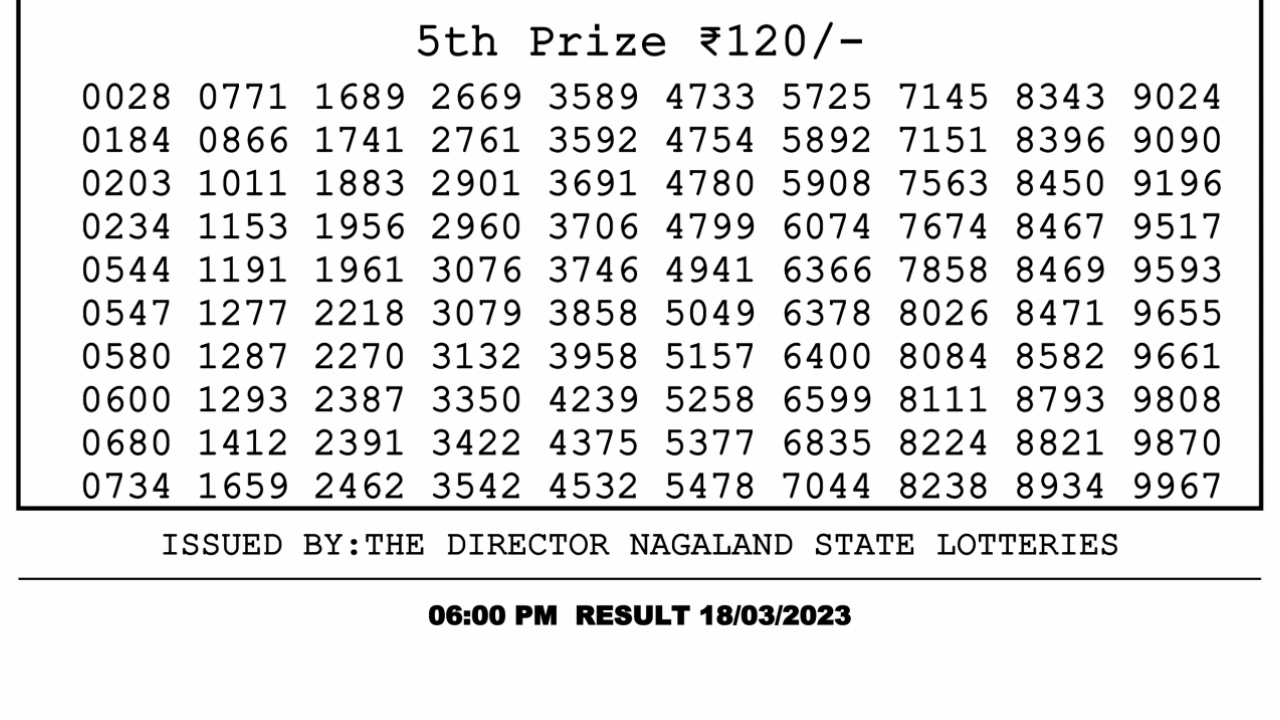 5th Prize ₹120/-
0028 0771 1689 2669 3589 4733 5725 7145 8343 9024
0184 0866 1741 2761 3592 4754 5892 7151 8396 9090
0203 1011 1883 2901 3691 4780 5908 7563 8450 9196
0234 1153 1956 2960 3706 4799 6074 7674 8467 9517
0544 1191 1961 3076 3746 4941 6366 7858 8469 9593
0547 1277 2218 3079 3858 5049 6378 8026 8471 9655
0580 1287 2270 3132 3958 5157 6400 8084 8582 9661
0600 1293 2387 3350 4239 5258 6599 8111 8793 9808
0680 1412 2391 3422 4375 5377 6835 8224 8821 9870
0734 1659 2462 3542 4532 5478 7044 8238 8934 9967
ISSUED BY:THE DIRECTOR NAGALAND STATE LOTTERIES
06:00 PM RESULT 18/03/2023